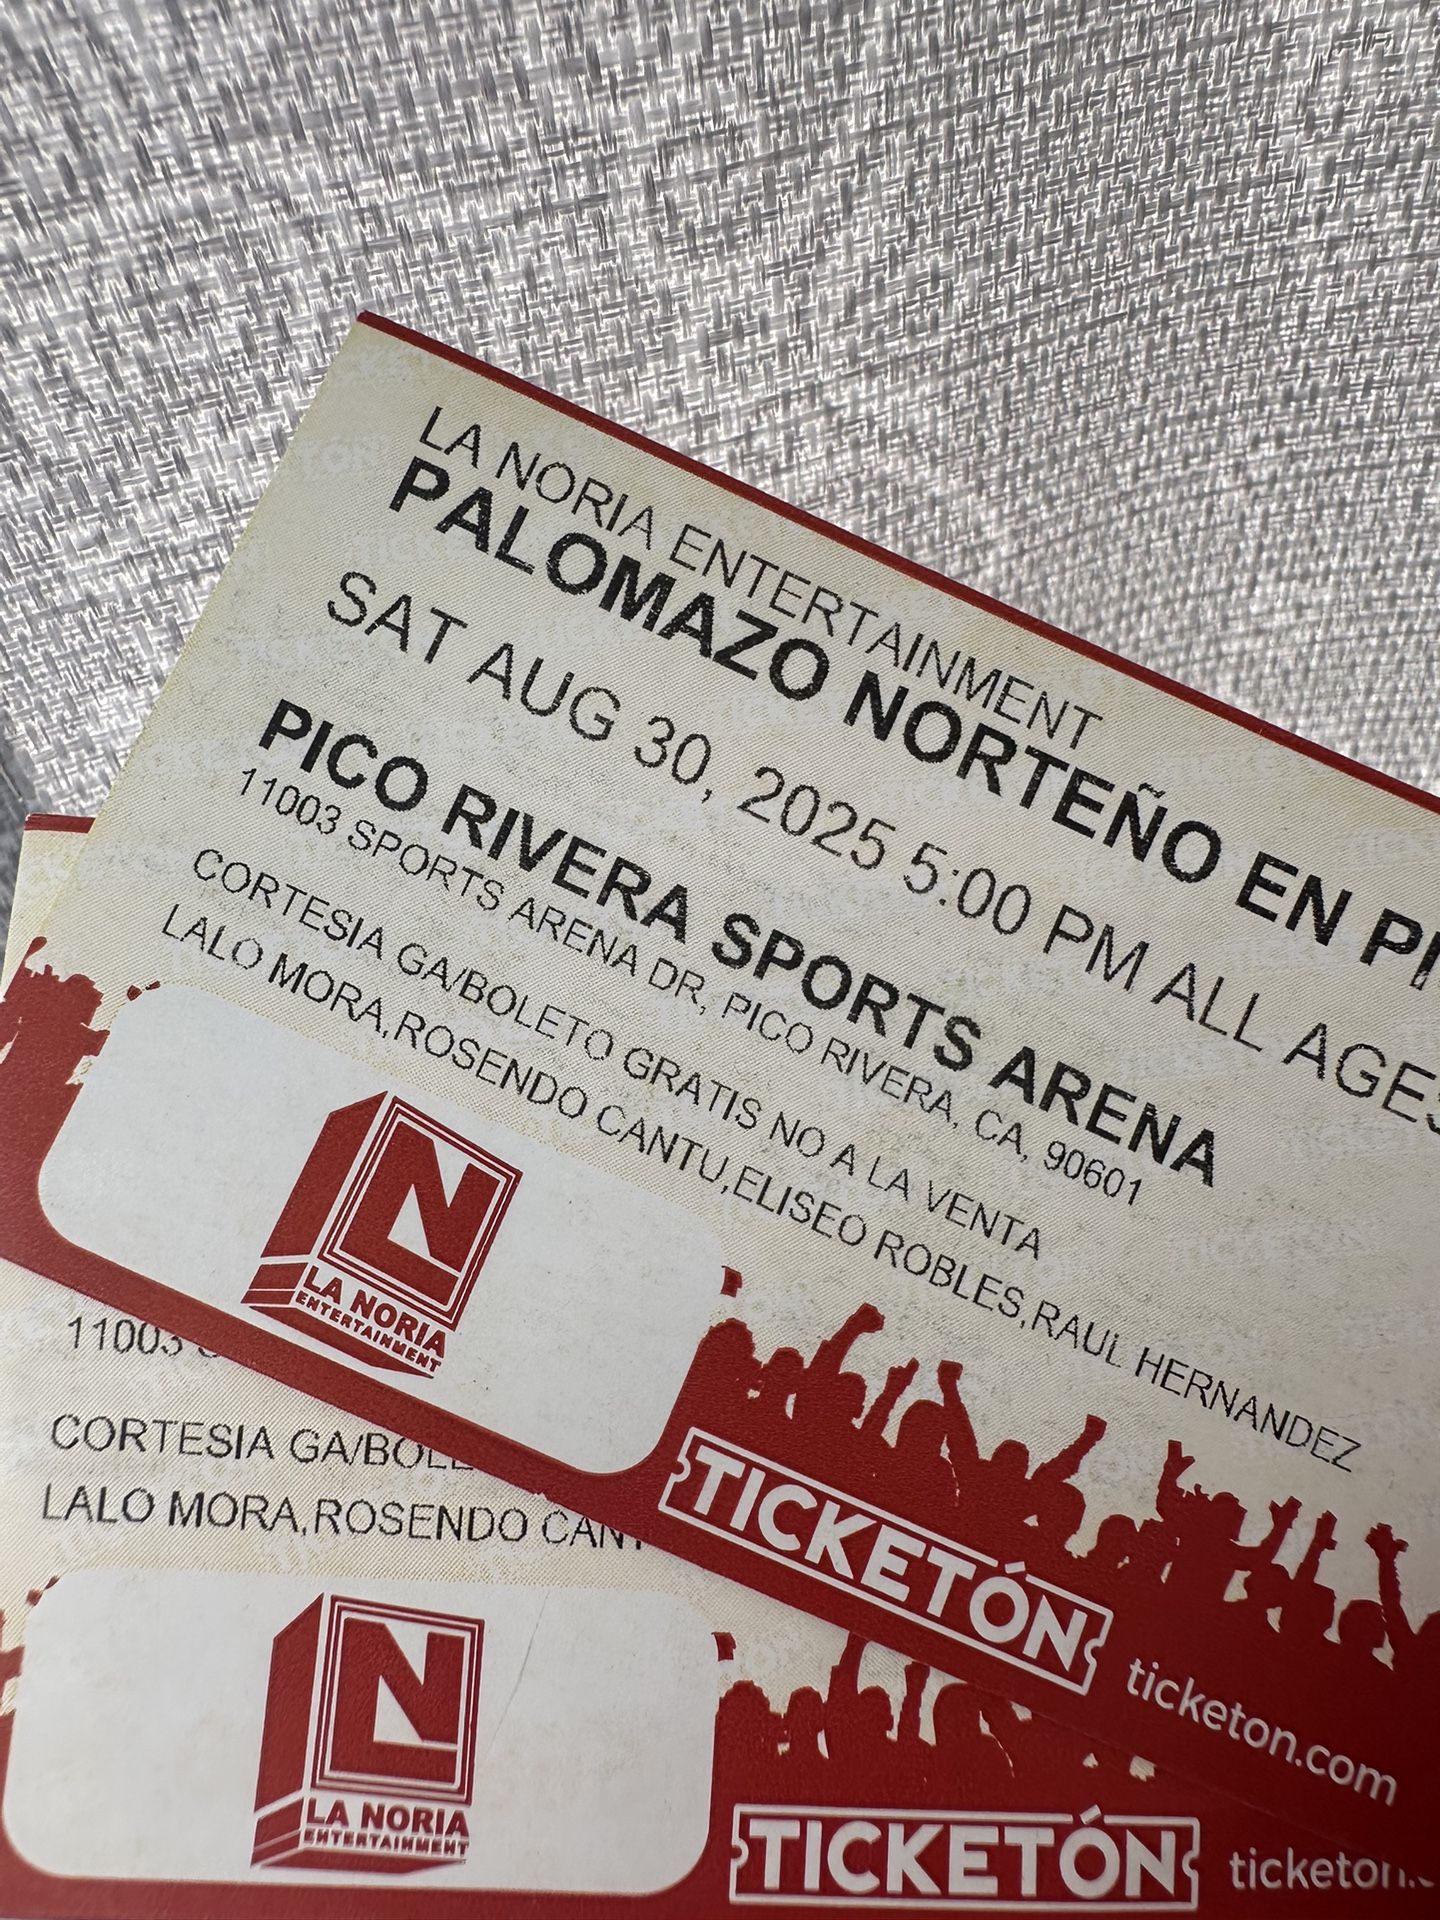 LA NORIA ENTERTAINMENT
PALOMAZO NORTEÑO EN PI
SAT AUG 30, 2025 5:00 PM ALL AGES
PICO RIVERA SPORTS ARENA
11003 SPORTS ARENA DR, PICO RIVERA, CA, 90601
CORTESIA GA/BOLETO GRATIS NO A LA VENTA
LALO MORA,ROSENDO CANTU,ELISEO ROBLES,RAUL HERNANDEZ
LA NORIA
ENTERTAINMENT
TICKETÓN
ticketon.com
11003
CORTESIA GA/BOLE
LALO MORA,ROSENDO CANT
LA NORIA
ENTERTAINMENT
TICKETÓN
ticketon.